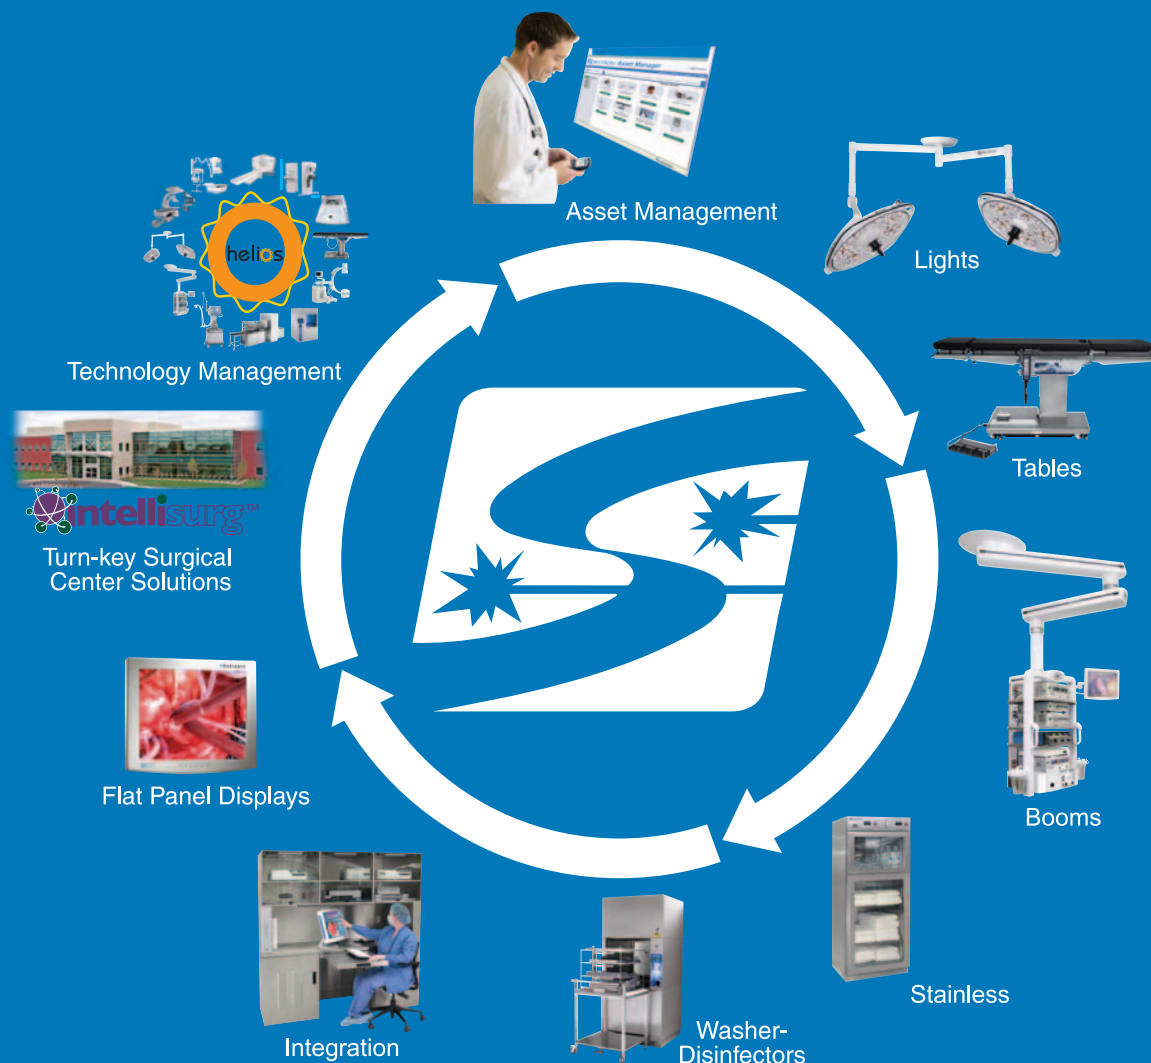 Asset Manager
Asset Management
Lights
helios
Technology Management
Tables
intellisurg™
Turn-key Surgical
Center Solutions
Flat Panel Displays
Booms
Stainless
Integration
Washer-
Disinfectors